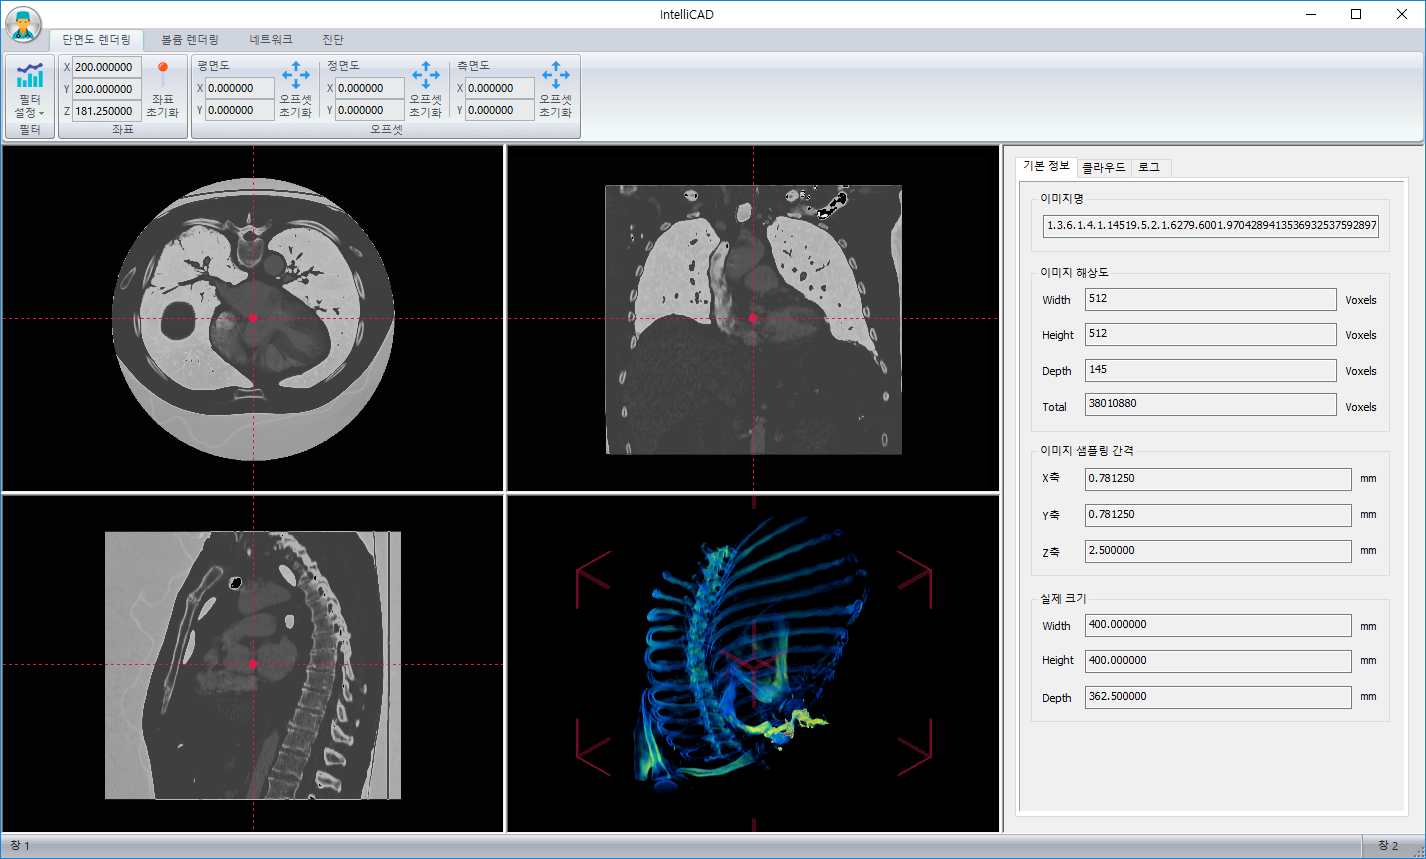 IntelliCAD
단면도 렌더링 볼륨 렌더링 네트워크 진단
필터
설정
필터
X 200.000000
Y 200.000000
Z 181.250000
좌표
초기화
좌표
평면도
X 0.000000
Y 0.000000
오프셋
초기화
정면도
X 0.000000
Y 0.000000
오프셋
초기화
측면도
X 0.000000
Y 0.000000
오프셋
초기화
오프셋
기본 정보 클라우드 로그
이미지명
1.3.6.1.4.1.14519.5.2.1.6279.6001.970428941353693253759289​7
이미지 해상도
Width 512 Voxels
Height 512 Voxels
Depth 145 Voxels
Total 38010880 Voxels
이미지 샘플링 간격
X축 0.781250 mm
Y축 0.781250 mm
Z축 2.500000 mm
실제 크기
Width 400.000000 mm
Height 400.000000 mm
Depth 362.500000 mm
창 1
창 2